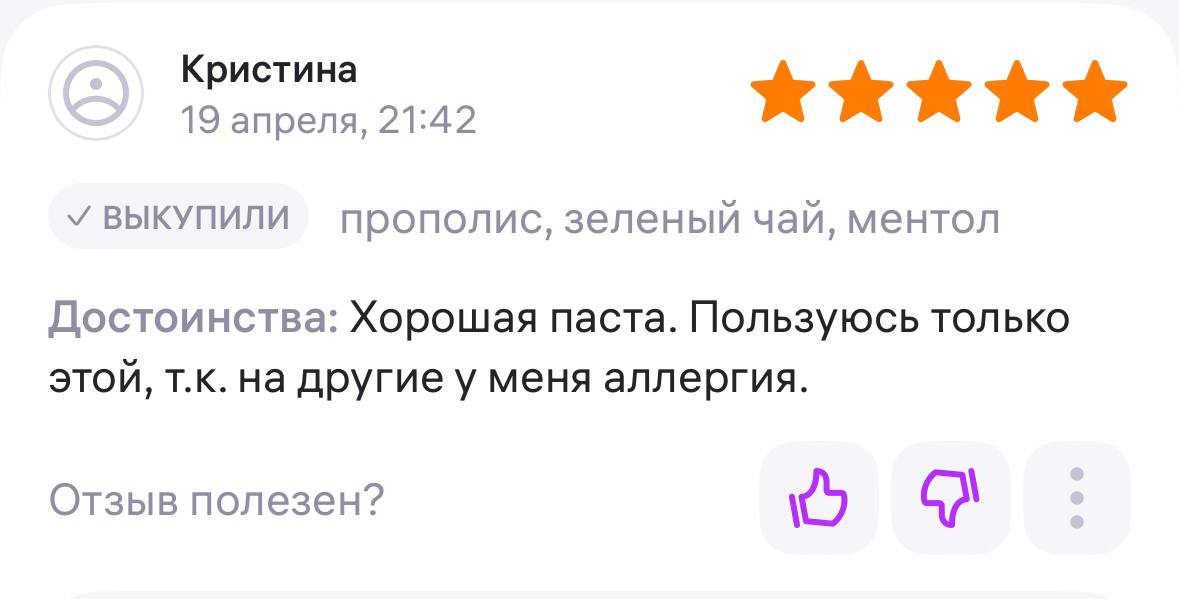 Кристина
19 апреля, 21:42
ВЫКУПИЛИ прополис, зеленый чай, ментол
Достоинства: Хорошая паста. Пользуюсь только
этой, т.к. на другие у меня аллергия.
Отзыв полезен?